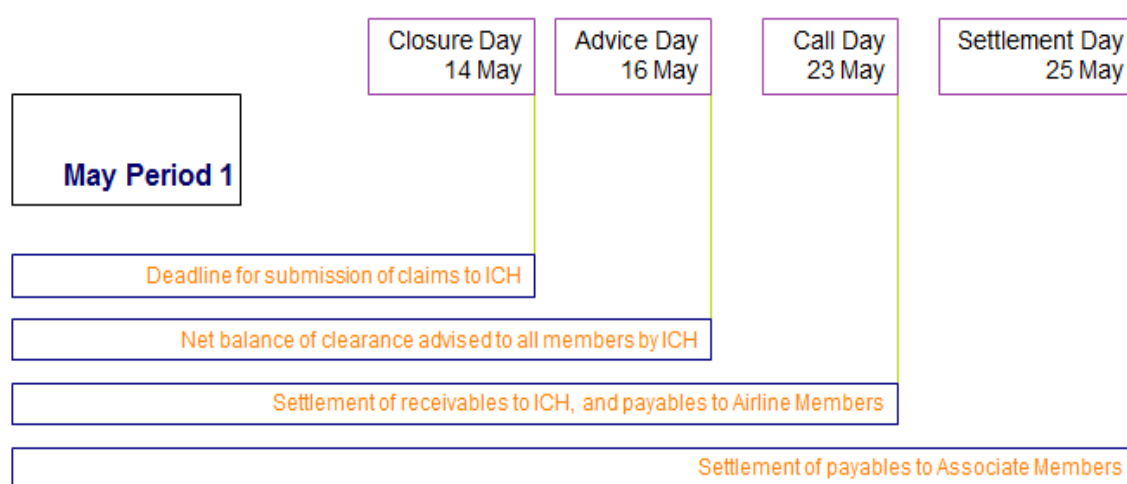 Closure Day
14 May
Advice Day
16 May
Call Day
23 May
Settlement Day
25 May
May Period 1
Deadline for submission of claims to ICH
Net balance of clearance advised to all members by ICH
Settlement of receivables to ICH, and payables to Airline Members
Settlement of payables to Associate Members